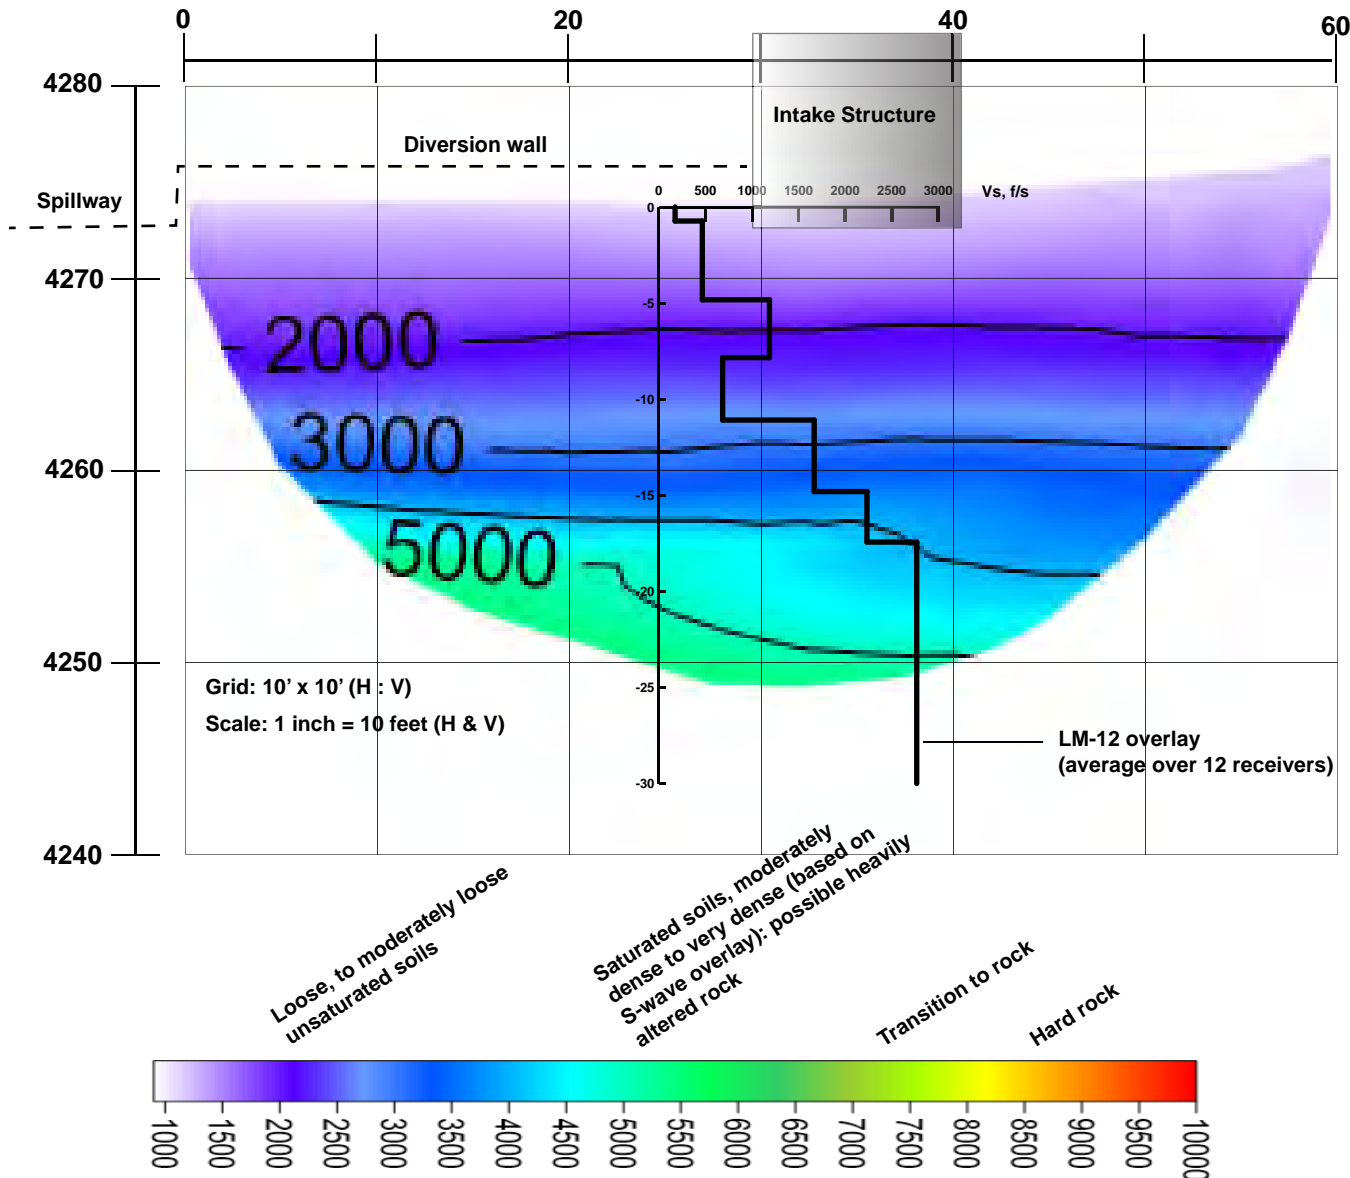 0 20 40 60
4280
Intake Structure
Diversion wall
Spillway
0 500 1000 1500 2000 2500 3000 Vs, f/s
0
4270
-5
2000
-10
3000
4260
-15
5000
-20
4250
-25
Grid: 10’ x 10’ (H : V)
Scale: 1 inch = 10 feet (H & V)
LM-12 overlay
(average over 12 receivers)
-30
4240
Loose, to moderately loose
unsaturated soils
Saturated soils, moderately
dense to very dense (based on
S-wave overlay): possible heavily
altered rock
Transition to rock
Hard rock
1000 1500 2000 2500 3000 3500 4000 4500 5000 5500 6000 6500 7000 7500 8000 8500 9000 9500 10000